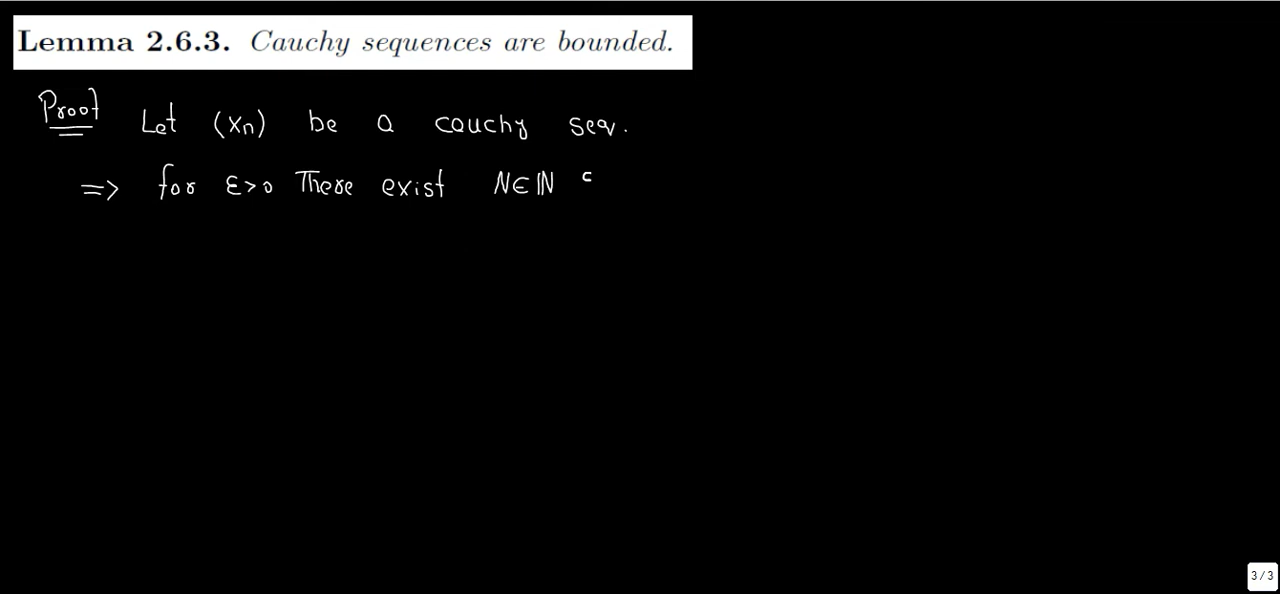 Lemma 2.6.3. Cauchy sequences are bounded.
Proof Let (xn) be a cauchy seq.
=> for ε>0 There exist N∈ℕ
3/3